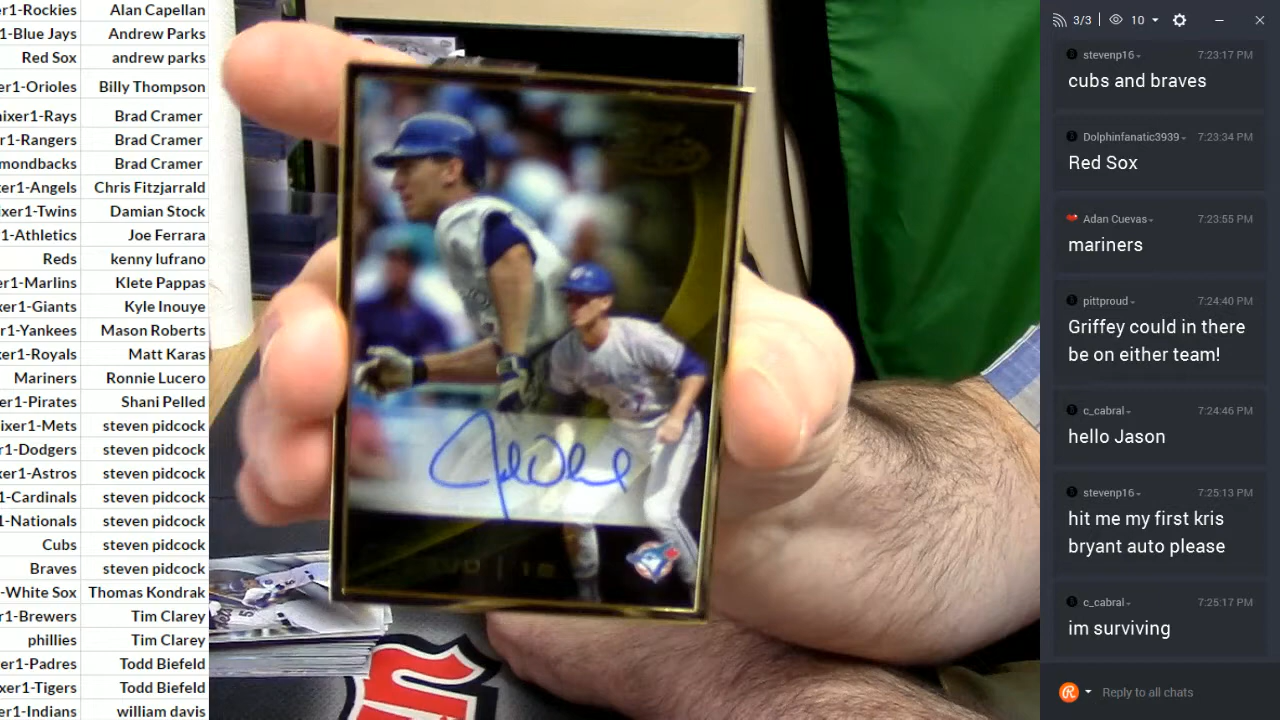 er1-Rockies Alan Capellan
1-Blue Jays Andrew Parks
Red Sox andrew parks
er1-Orioles Billy Thompson
ixer1-Rays Brad Cramer
r1-Rangers Brad Cramer
mondbacks Brad Cramer
xer1-Angels Chris Fitzjarrald
ixer1-Twins Damian Stock
1-Athletics Joe Ferrara
Reds kenny lufrano
er1-Marlins Klete Pappas
xer1-Giants Kyle Inouye
r1-Yankees Mason Roberts
xer1-Royals Matt Karas
Mariners Ronnie Lucero
er1-Pirates Shani Pelled
ixer1-Mets steven pidcock
r1-Dodgers steven pidcock
xer1-Astros steven pidcock
1-Cardinals steven pidcock
1-Nationals steven pidcock
Cubs steven pidcock
Braves steven pidcock
-White Sox Thomas Kondrak
er1-Brewers Tim Clarey
phillies Tim Clarey
er1-Padres Todd Biefeld
xer1-Tigers Todd Biefeld
er1-Indians william davis
3/3 10
stevenp16 7:23:17 PM
cubs and braves
Dolphinfanatic3939 7:23:34 PM
Red Sox
Adan Cuevas 7:23:55 PM
mariners
pittproud 7:24:40 PM
Griffey could in there
be on either team!
c_cabral 7:24:46 PM
hello Jason
stevenp16 7:25:13 PM
hit me my first kris
bryant auto please
c_cabral 7:25:17 PM
im surviving
Reply to all chats